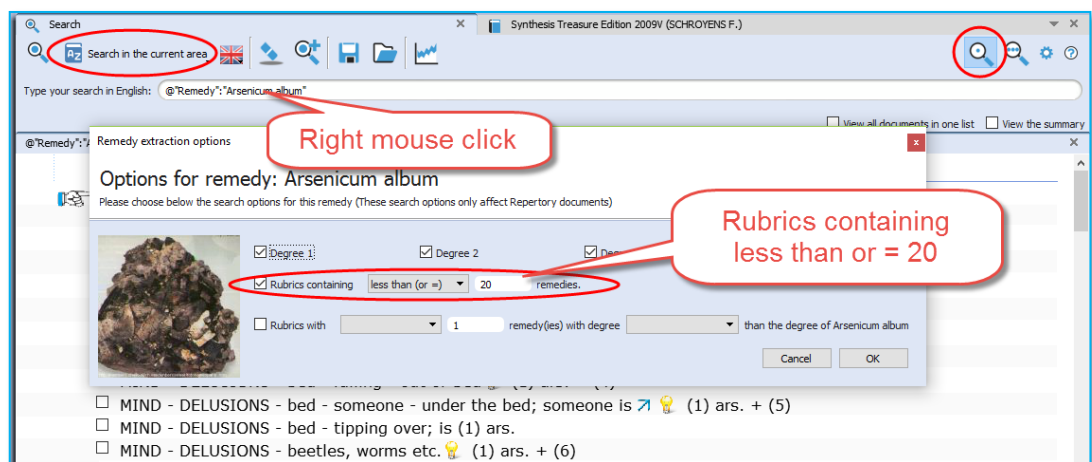 Search
Synthesis Treasure Edition 2009V (SCHROYENS F.)
Search in the current area
Type your search in English: @"Remedy":"Arsenicum album"
Right mouse click
View all documents in one list View the summary
@"Remedy":"A
Remedy extraction options
Options for remedy: Arsenicum album
Please choose below the search options for this remedy (These search options only affect Repertory documents)
Rubrics containing
less than or = 20
Degree 1 Degree 2
Rubrics containing less than (or =) 20 remedies.
Rubrics with 1 remedy(ies) with degree than the degree of Arsenicum album
Cancel OK
MIND - DELUSIONS - bed - someone - under the bed; someone is (1) ars. + (5)
MIND - DELUSIONS - bed - tipping over; is (1) ars.
MIND - DELUSIONS - beetles, worms etc. (1) ars. + (6)